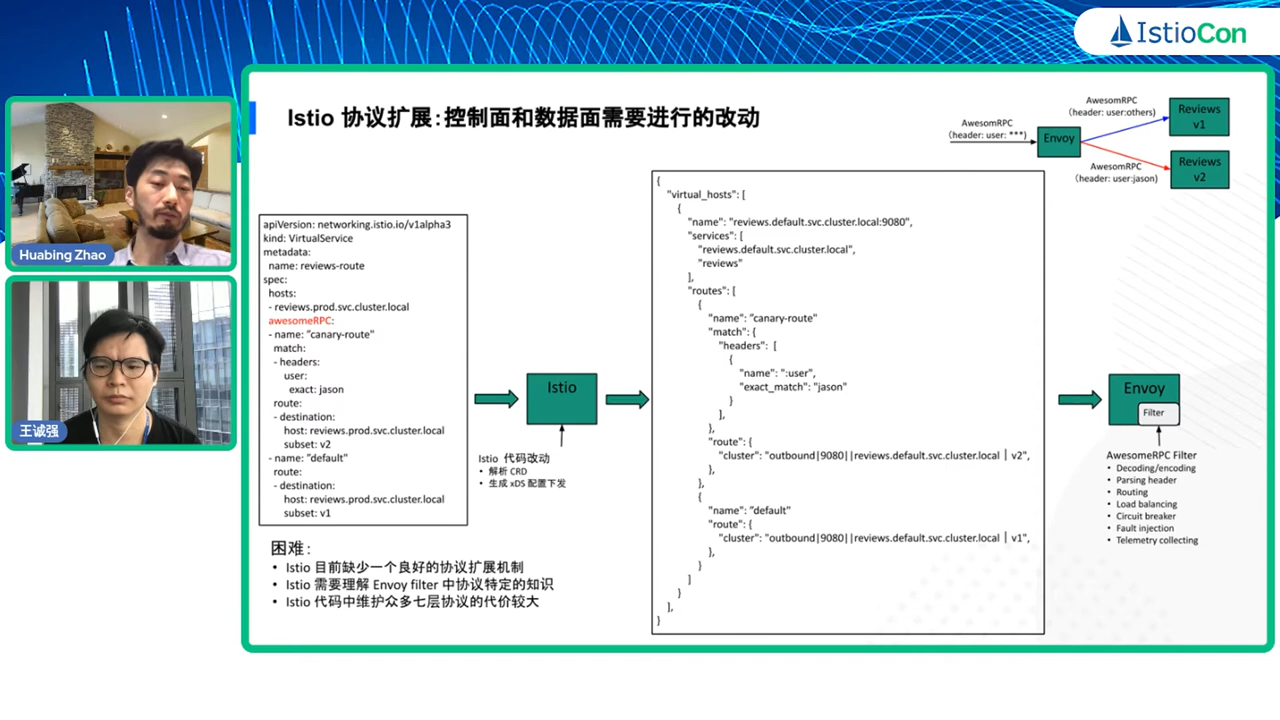 IstioCon
Istio 协议扩展：控制面和数据面需要进行的改动
AwesomRPC
(header: user: ***)
Envoy
AwesomRPC
(header: user:others)
Reviews
v1
AwesomRPC
(header: user:jason)
Reviews
v2
Huabing Zhao
王诚强
apiVersion: networking.istio.io/v1alpha3
kind: VirtualService
metadata:
name: reviews-route
spec:
hosts:
- reviews.prod.svc.cluster.local
awesomeRPC:
- name: "canary-route"
match:
- headers:
user:
exact: jason
route:
- destination:
host: reviews.prod.svc.cluster.local
subset: v2
- name: "default"
route:
- destination:
host: reviews.prod.svc.cluster.local
subset: v1
Istio
Istio 代码改动
• 解析 CRD
• 生成 xDS 配置下发
{
"virtual_hosts": [
{
"name": "reviews.default.svc.cluster.local:9080",
"services": [
"reviews.default.svc.cluster.local",
"reviews"
],
"routes": [
{
"name": "canary-route"
"match": {
"headers": [
{
"name": ":user",
"exact_match": "jason"
}
],
},
"route": {
"cluster": "outbound|9080||reviews.default.svc.cluster.local | v2",
},
},
{
"name": "default"
"route": {
"cluster": "outbound|9080||reviews.default.svc.cluster.local | v1",
},
}
]
}
],
}
Envoy
Filter
AwesomeRPC Filter
• Decoding/encoding
• Parsing header
• Routing
• Load balancing
• Circuit breaker
• Fault injection
• Telemetry collecting
困难：
• Istio 目前缺少一个良好的协议扩展机制
• Istio 需要理解 Envoy filter 中协议特定的知识
• Istio 代码中维护众多七层协议的代价较大